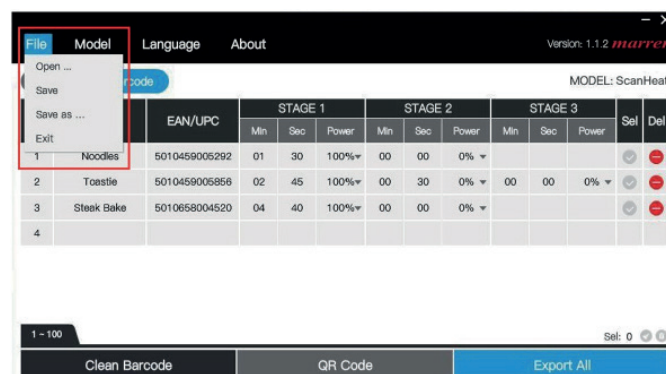 File Model Language About Version: 1.1.2 marren
Open ...
Save
Save as ...
Exit
code
MODEL: ScanHeat
EAN/UPC STAGE 1 STAGE 2 STAGE 3 Sel Del
Min Sec Power Min Sec Power Min Sec Power
1 Noodles 5010459005292 01 30 100% 00 00 0%
2 Toastie 5010459005856 02 45 100% 00 30 0% 00 00 0%
3 Steak Bake 5010658004520 04 40 100% 00 00 0%
4
1 ~ 100
Sel: 0
Clean Barcode QR Code Export All